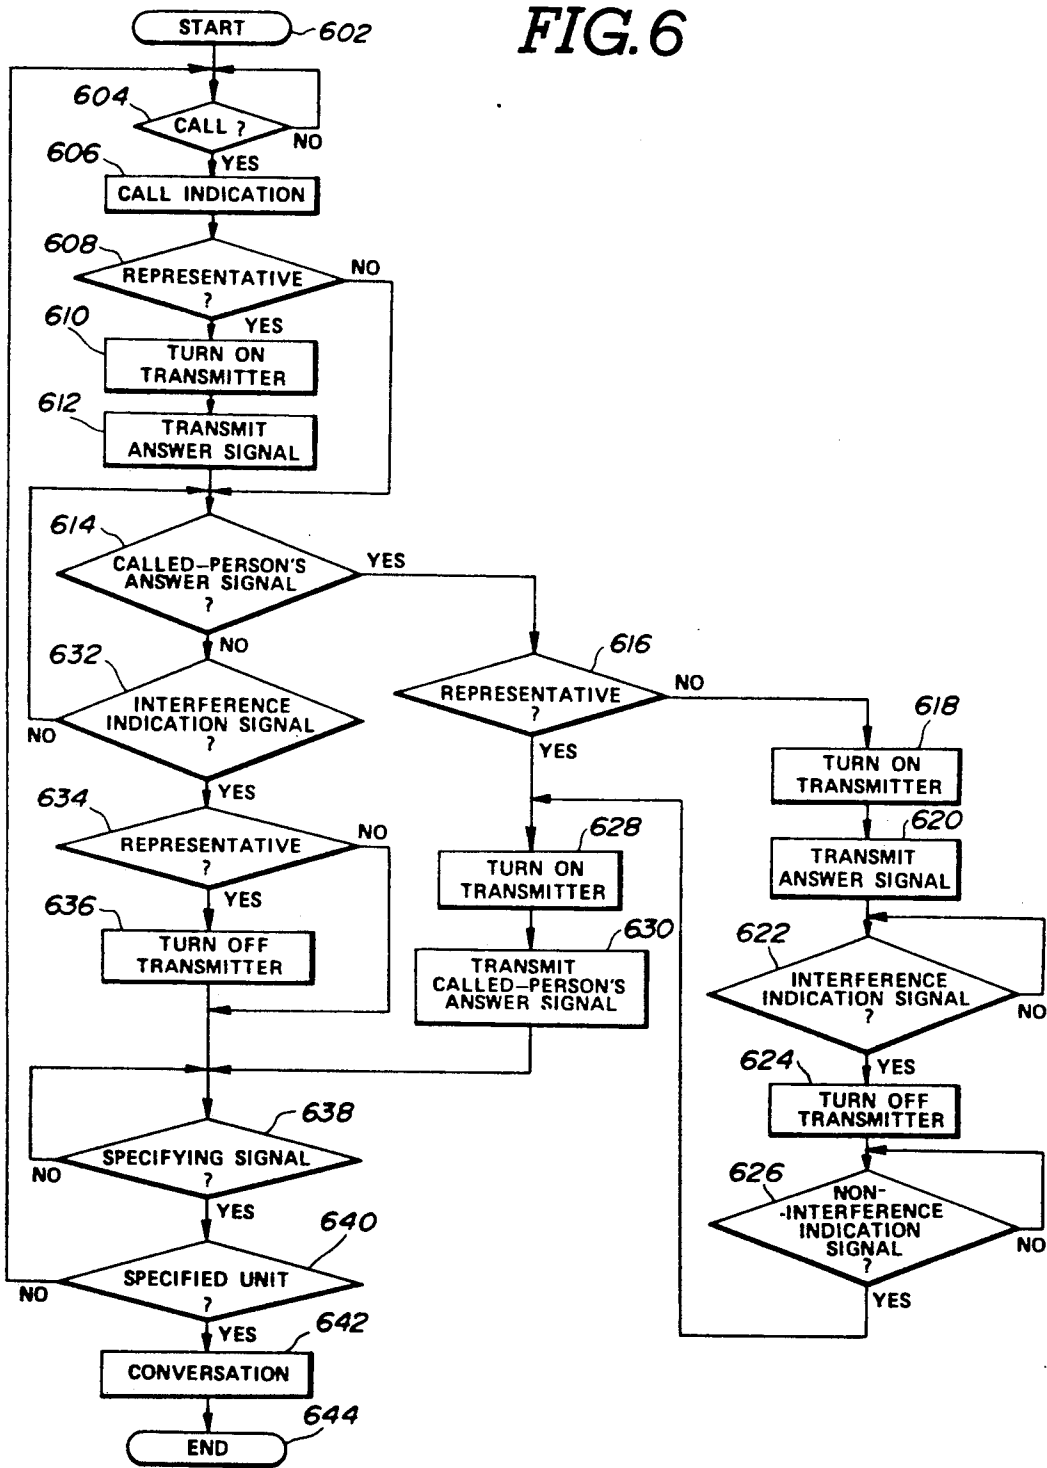 FIG.6
START
602
604
CALL ?
NO
YES
606
CALL INDICATION
608
REPRESENTATIVE
?
NO
YES
610
TURN ON
TRANSMITTER
612
TRANSMIT
ANSWER SIGNAL
614
CALLED-PERSON'S
ANSWER SIGNAL
?
YES
NO
632
INTERFERENCE
INDICATION SIGNAL
?
NO
YES
634
REPRESENTATIVE
?
NO
YES
636
TURN OFF
TRANSMITTER
616
REPRESENTATIVE
?
NO
YES
628
TURN ON
TRANSMITTER
630
TRANSMIT
CALLED-PERSON'S
ANSWER SIGNAL
618
TURN ON
TRANSMITTER
620
TRANSMIT
ANSWER SIGNAL
622
INTERFERENCE
INDICATION SIGNAL
?
NO
YES
624
TURN OFF
TRANSMITTER
626
NON-
-INTERFERENCE
INDICATION
SIGNAL
?
NO
YES
638
SPECIFYING SIGNAL
?
NO
YES
640
SPECIFIED UNIT
?
NO
YES
642
CONVERSATION
644
END